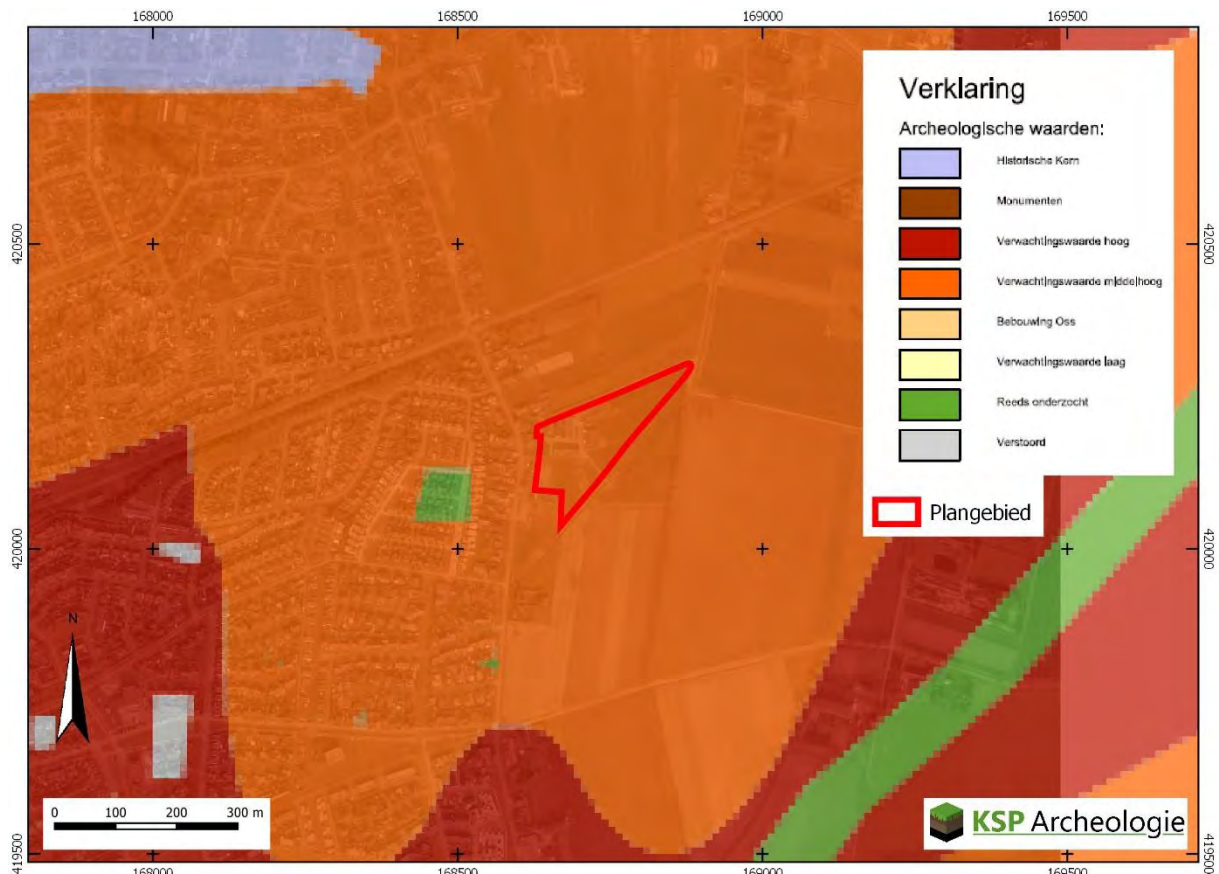 168000 168500 169000 169500
Verklaring
Archeologische waarden:
Historische Kern
Monumenten
Verwachtingswaarde hoog
Verwachtingswaarde middelhoog
Bebouwing Oss
Verwachtingswaarde laag
Reeds onderzocht
Verstoord
Plangebied
420500 420500
420000 420000
N
0 100 200 300 m
KSP Archeologie
419500 419500
168000 168500 169000 169500